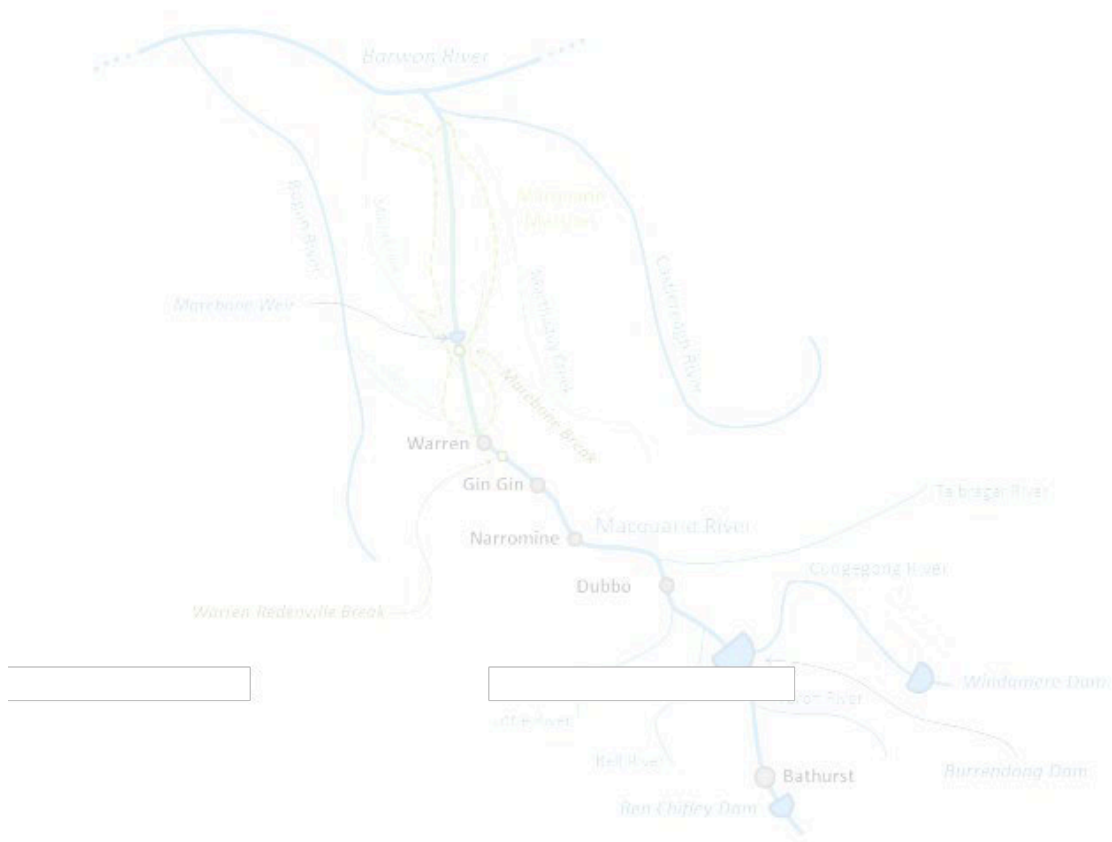 Barwon River
Bogan River
Macquarie
Marshes
Castlereagh River
Marebone Weir
Marthaguy Creek
Marebone Break
Warren
Gin Gin
Talbragar River
Macquarie River
Narromine
Cudgegong River
Dubbo
Warren Redenville Break
Windamere Dam
River
Bell River
Burrendong Dam
Bathurst
Ben Chifley Dam